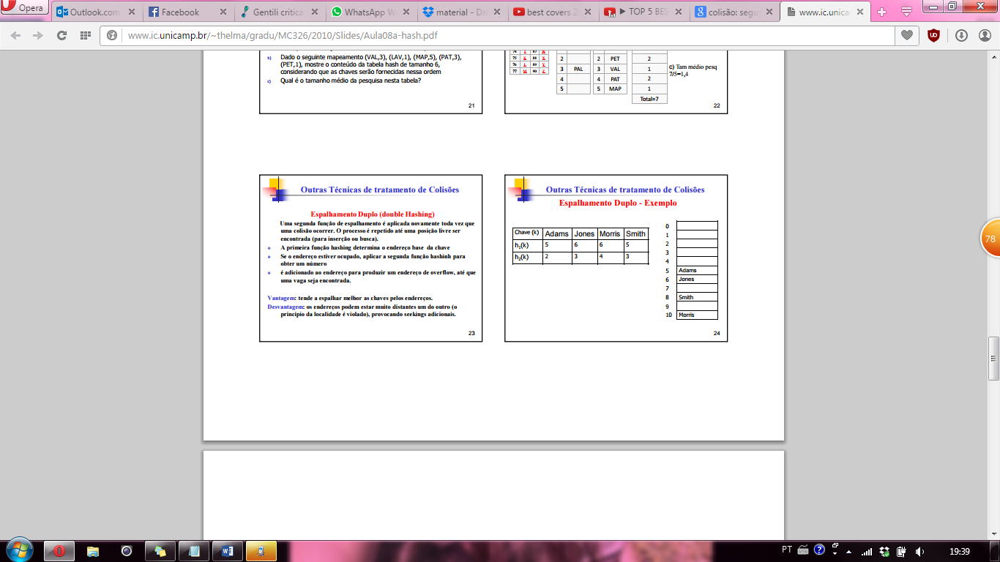 Opera
Outlook.com
Facebook
Gentili critica
WhatsApp W
material - Dr
best covers 2
▶ TOP 5 BES
colisão: segu
www.ic.unica
www.ic.unicamp.br/~thelma/gradu/MC326/2010/Slides/Aula08a-hash.pdf
b) Dado o seguinte mapeamento (VAL,3), (LAV,1), (MAP,5), (PAT,3),
(PET,1), mostre o conteúdo da tabela hash de tamanho 6,
considerando que as chaves serão fornecidas nessa ordem
c) Qual é o tamanho médio da pesquisa nesta tabela?
21
75 88
76 89
77 90
2
3 PAL
4
5
2 PET
3 VAL
4 PAT
5 MAP
2
1
2
1
Total=7
c) Tam médio pesq
7/5=1,4
22
Outras Técnicas de tratamento de Colisões
Espalhamento Duplo (double Hashing)
Uma segunda função de espalhamento é aplicada novamente toda vez que
uma colisão ocorrer. O processo é repetido até uma posição livre ser
encontrada (para inserção ou busca).
A primeira função hashing determina o endereço base da chave
Se o endereço estiver ocupado, aplicar a segunda função hashinh para
obter um número
é adicionado ao endereço para produzir um endereço de overflow, até que
uma vaga seja encontrada.
Vantagem: tende a espalhar melhor as chaves pelos endereços.
Desvantagem: os endereços podem estar muito distantes um do outro (o
princípio da localidade é violado), provocando seekings adicionais.
23
Outras Técnicas de tratamento de Colisões
Espalhamento Duplo - Exemplo
Chave (k) Adams Jones Morris Smith
h1(k) 5 6 6 5
h2(k) 2 3 4 3
0
1
2
3
4
5 Adams
6 Jones
7
8 Smith
9
10 Morris
24
78
PT
19:39